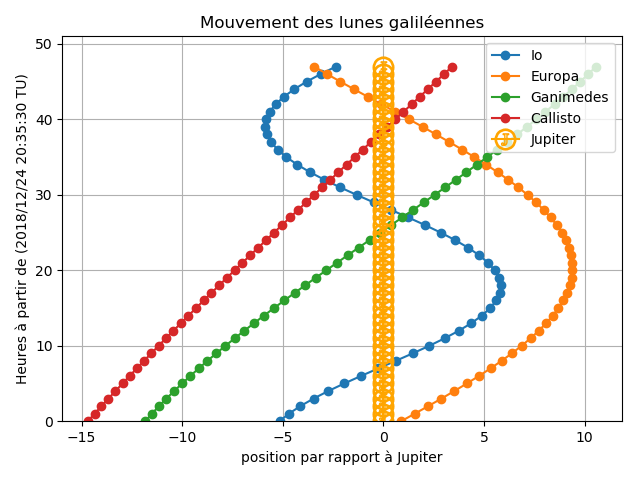 Mouvement des lunes galiléennes
Heures à partir de (2018/12/24 20:35:30 TU)
50
40
30
20
10
0
Io
Europa
Ganimedes
Callisto
Jupiter
−15
−10
−5
0
5
10
position par rapport à Jupiter